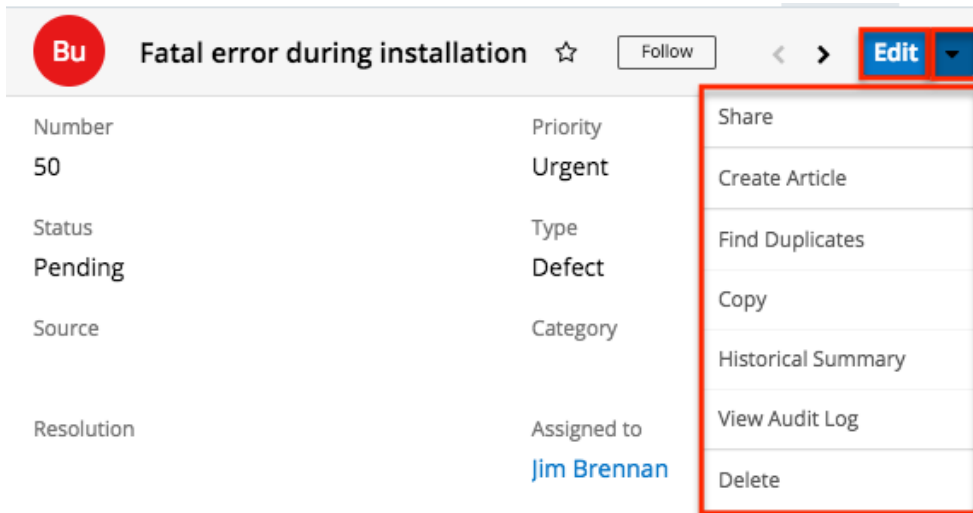 Bu Fatal error during installation Follow Edit
Number Priority
50 Urgent
Status Type
Pending Defect
Source Category
Resolution Assigned to
Jim Brennan
Share
Create Article
Find Duplicates
Copy
Historical Summary
View Audit Log
Delete